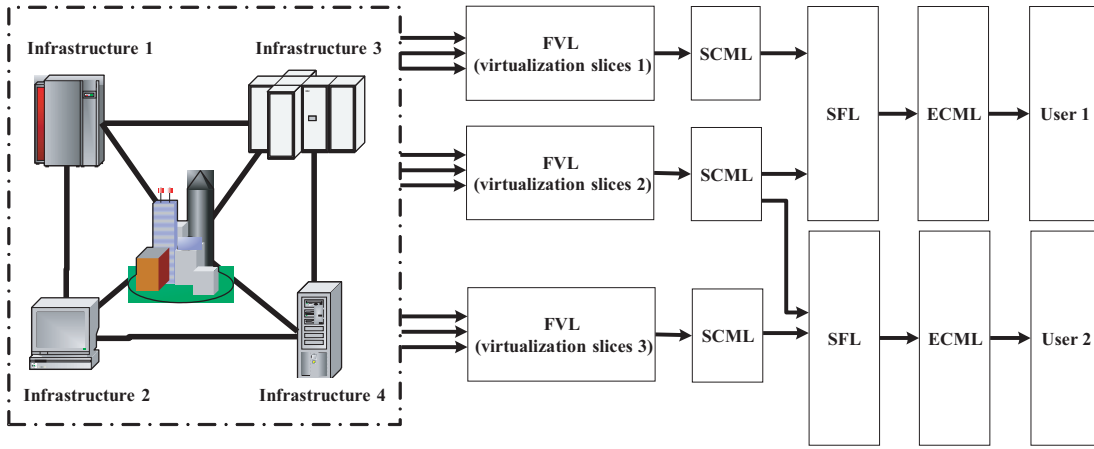 Infrastructure 1
Infrastructure 3
Infrastructure 2
Infrastructure 4
FVL
(virtualization slices 1)
SCML
FVL
(virtualization slices 2)
SCML
FVL
(virtualization slices 3)
SCML
SFL
ECML
User 1
SFL
ECML
User 2